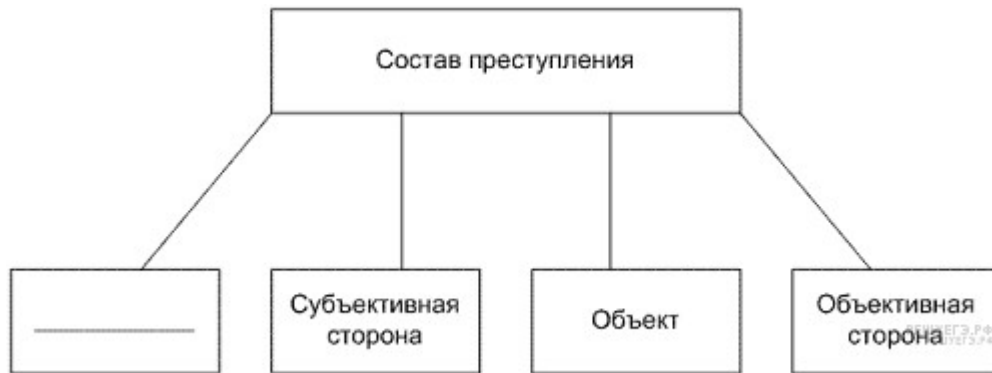 Состав преступления
Субъективная
сторона
Объект
Объективная
сторона